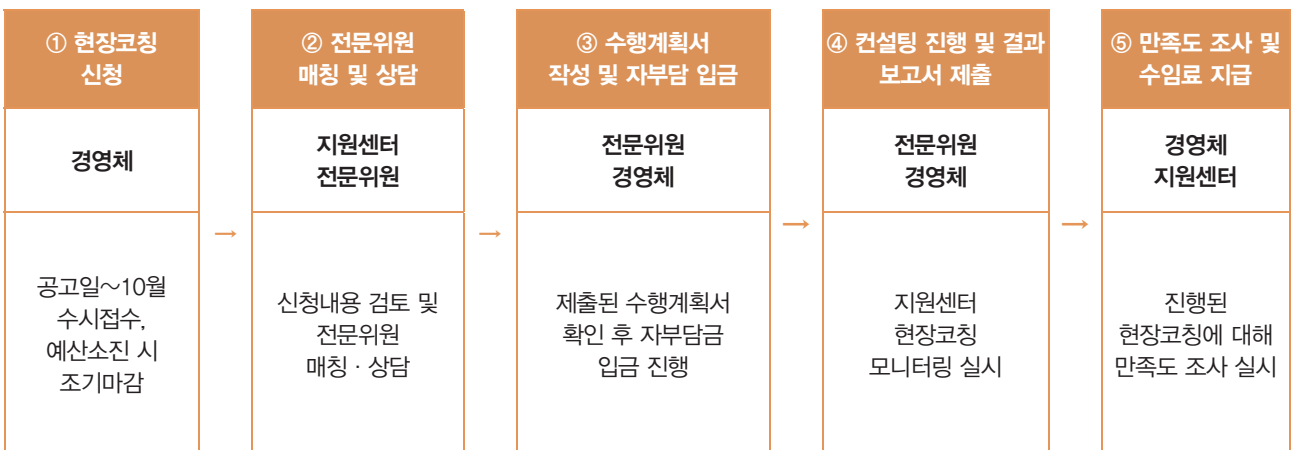 ① 현장코칭
신청
경영체
공고일~10월
수시접수,
예산소진 시
조기마감
→
② 전문위원
매칭 및 상담
지원센터
전문위원
신청내용 검토 및
전문위원
매칭 · 상담
→
③ 수행계획서
작성 및 자부담 입금
전문위원
경영체
제출된 수행계획서
확인 후 자부담금
입금 진행
→
④ 컨설팅 진행 및 결과
보고서 제출
전문위원
경영체
지원센터
현장코칭
모니터링 실시
→
⑤ 만족도 조사 및
수임료 지급
경영체
지원센터
진행된
현장코칭에 대해
만족도 조사 실시